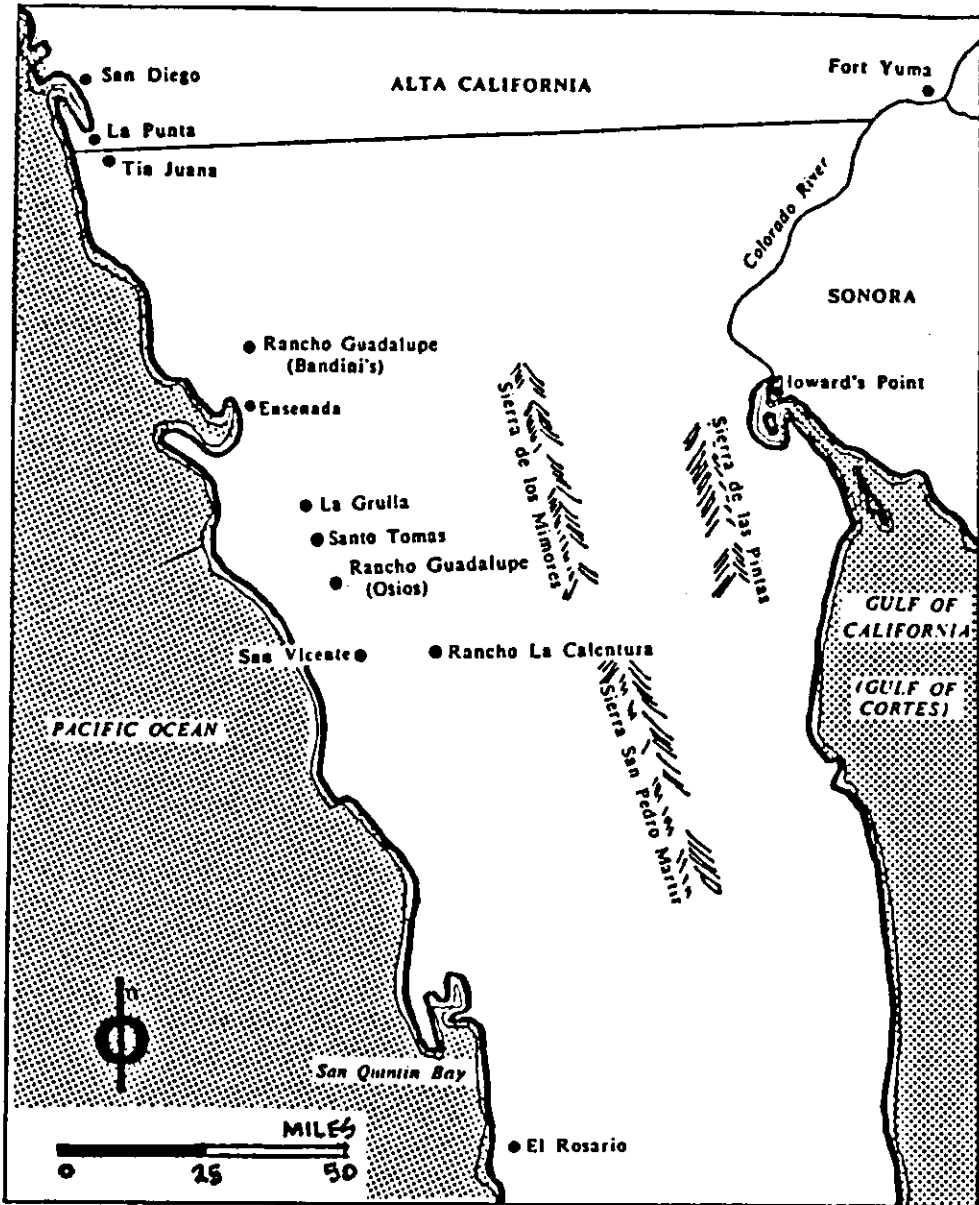 San Diego
ALTA CALIFORNIA
Fort Yuma
La Punta
Tia Juana
Colorado River
SONORA
Rancho Guadalupe
(Bandini's)
Howard's Point
Ensenada
Sierra de los Mimores
Sierra de las Pintas
La Grulla
Santo Tomas
Rancho Guadalupe
(Osios)
GULF OF
CALIFORNIA
(GULF OF
CORTES)
San Vicente
Rancho La Calentura
PACIFIC OCEAN
Sierra San Pedro Martir
n
San Quintin Bay
MILES
0 25 50
El Rosario